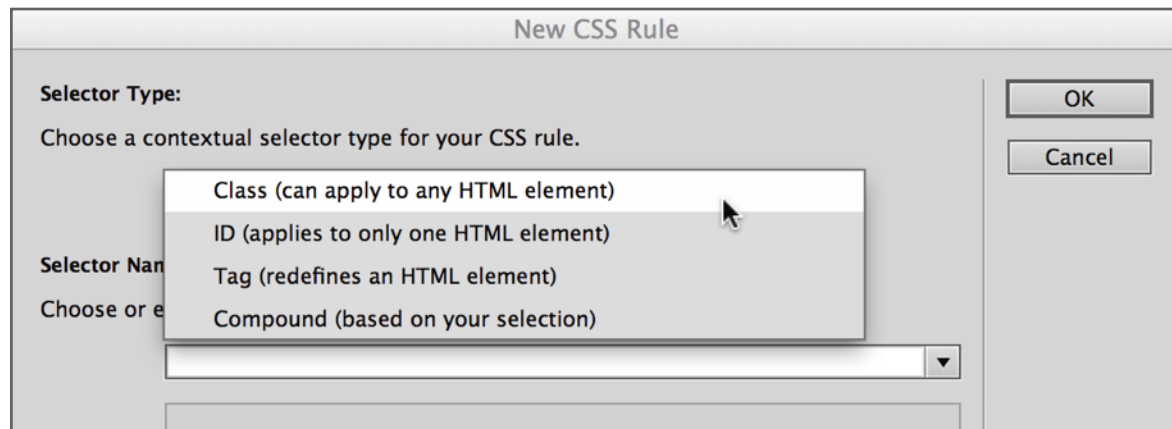 New CSS Rule
Selector Type:
OK
Choose a contextual selector type for your CSS rule.
Cancel
Class (can apply to any HTML element)
ID (applies to only one HTML element)
Selector Nan
Tag (redefines an HTML element)
Choose or e
Compound (based on your selection)